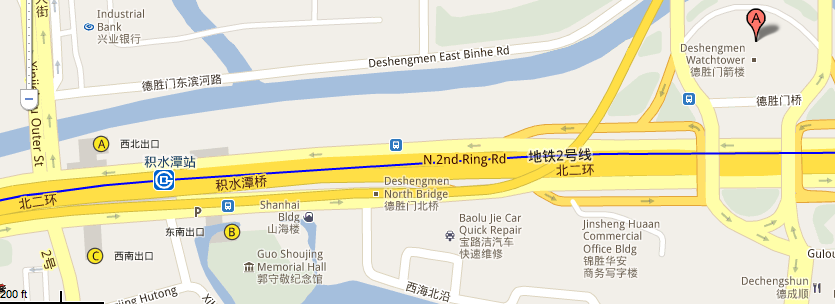 大街
Industrial
Bank
兴业银行
Deshengmen East Binhe Rd
德胜门东滨河路
Deshengmen
Watchtower
德胜门箭楼
德胜门桥
Outer St
A
西北出口
积水潭站
N.2nd-Ring-Rd
地铁2号线
北二环
积水潭桥
北二环
Deshengmen
North Bridge
德胜门北桥
P
Shanhai
Bldg
山海楼
东南出口
B
Baolu Jie Car
Quick Repair
宝路洁汽车
快速维修
Jinsheng Huaan
Commercial
Office Bldg
锦胜华安
商务写字楼
C
西南出口
2号
Guo Shoujing
Memorial Hall
郭守敬纪念馆
西海北沿
Gulou
Dechengshun
德成顺
200 ft
Hutong
A